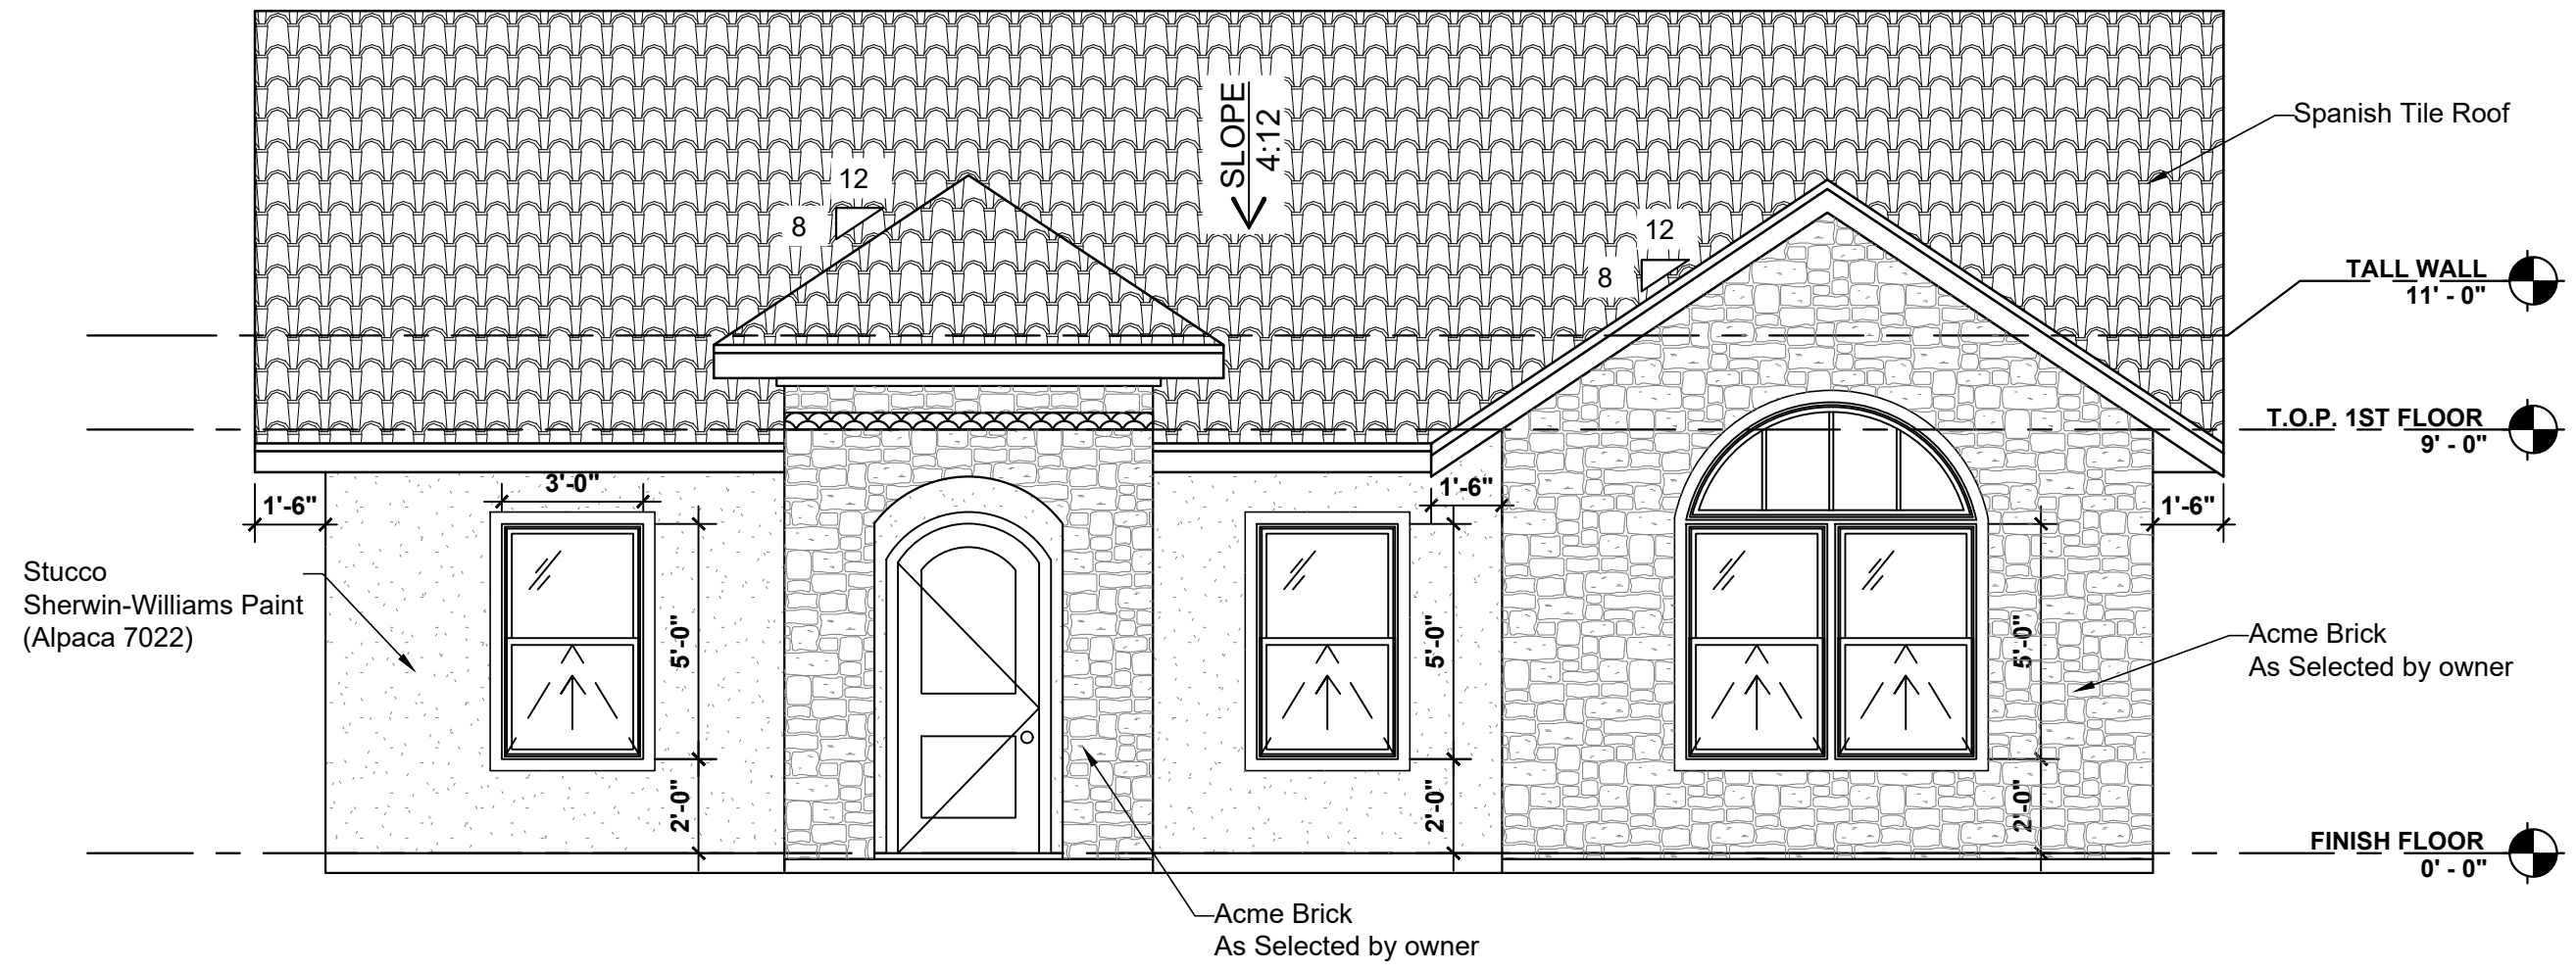 Spanish Tile Roof
SLOPE
4:12
12
8
12
8
TALL WALL
11' - 0"
T.O.P. 1ST FLOOR
9' - 0"
1'-6"
3'-0"
1'-6"
1'-6"
Stucco
Sherwin-Williams Paint
(Alpaca 7022)
5'-0"
5'-0"
5'-0"
Acme Brick
As Selected by owner
2'-0"
2'-0"
2'-0"
FINISH FLOOR
0' - 0"
Acme Brick
As Selected by owner